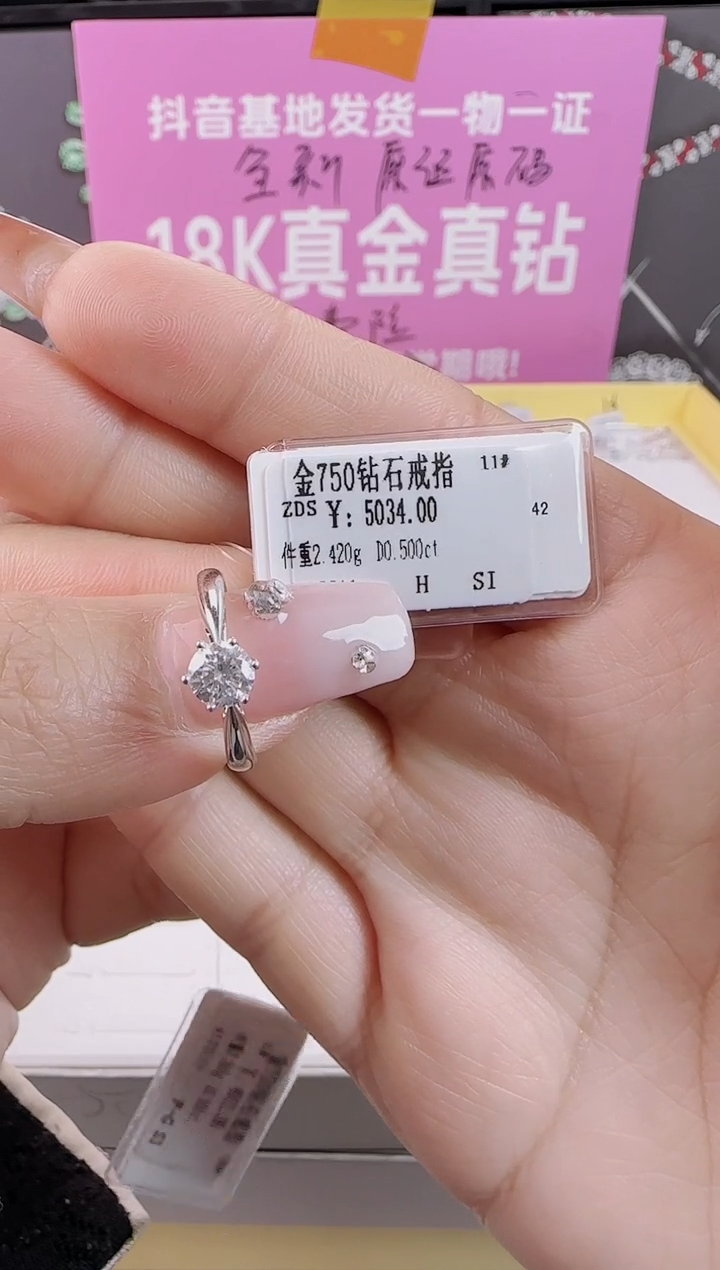 抖音基地发货一物一证
全新 原证原码
18K真金真钻
金750钻石戒指 11#
ZDS ¥: 5034.00 42
件重2.420g D0.500ct
H SI